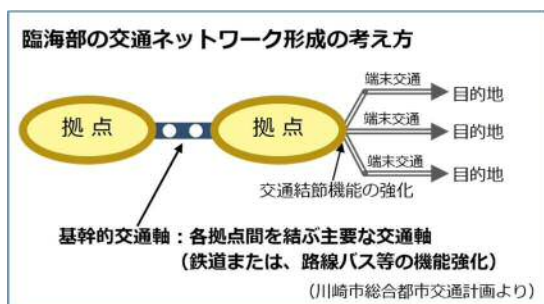 臨海部の交通ネットワーク形成の考え方
端末交通
目的地
拠 点
拠 点
端末交通
目的地
端末交通
目的地
交通結節機能の強化
基幹的交通軸：各拠点間を結ぶ主要な交通軸
（鉄道または、路線バス等の機能強化）
（川崎市総合都市交通計画より）